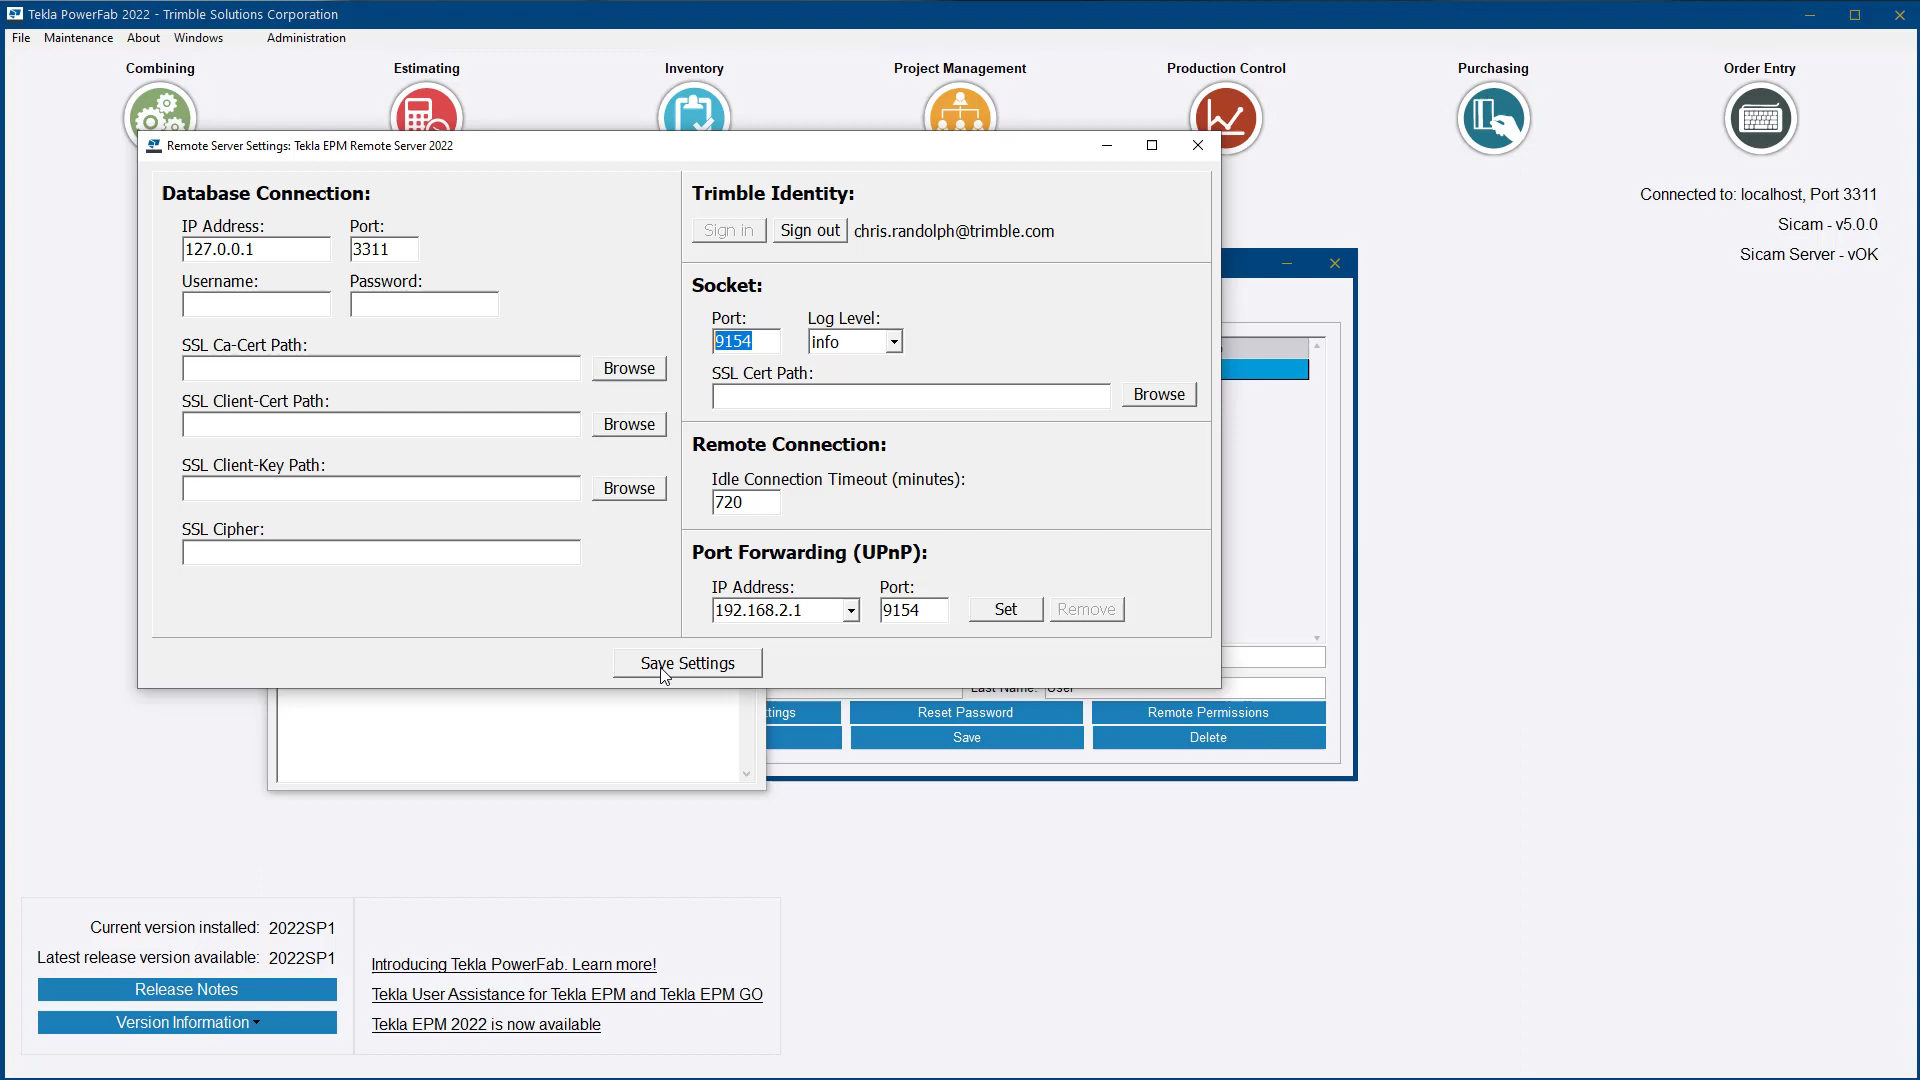 Tekla PowerFab 2022 - Trimble Solutions Corporation
File Maintenance About Windows Administration
Combining Estimating Inventory Project Management Production Control Purchasing Order Entry
Remote Server Settings: Tekla EPM Remote Server 2022
Connected to: localhost, Port 3311
Sicam - v5.0.0
Sicam Server - vOK
Database Connection:
IP Address: Port:
127.0.0.1 3311
Username: Password:
SSL Ca-Cert Path:
Browse
SSL Client-Cert Path:
Browse
SSL Client-Key Path:
Browse
SSL Cipher:
Trimble Identity:
Sign in Sign out chris.randolph@trimble.com
Socket:
Port: Log Level:
9154 info
SSL Cert Path:
Browse
Remote Connection:
Idle Connection Timeout (minutes):
720
Port Forwarding (UPnP):
IP Address: Port:
192.168.2.1 9154 Set Remove
Save Settings
Last Name: User
ttings Reset Password Remote Permissions
Save Delete
Current version installed: 2022SP1
Latest release version available: 2022SP1
Release Notes
Version Information
Introducing Tekla PowerFab. Learn more!
Tekla User Assistance for Tekla EPM and Tekla EPM GO
Tekla EPM 2022 is now available